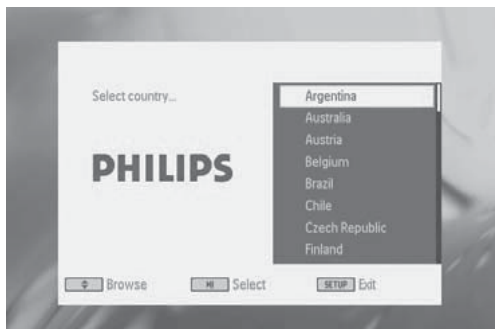 Select country...
PHILIPS
Argentina
Australia
Austria
Belgium
Brazil
Chile
Czech Republic
Finland
Browse
Select
SETUP Exit